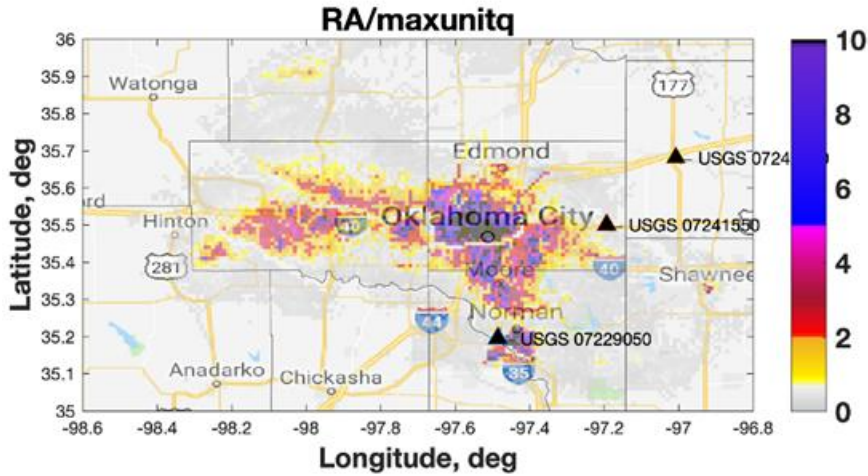 RA/maxunitq
36
10
Watonga
35.9
177
35.8
8
35.7
Edmond
USGS 0724
0
35.6
6
ord
Oklahoma City
USGS 07241550
35.5
Hinton
40
35.4
281
Moore
40
Shawnee
4
35.3
44
Norman
35.2
USGS 07229050
2
Anadarko
35.1
Chickasha
35
35
0
-98.6
-98.4
-98.2
-98
-97.8
-97.6
-97.4
-97.2
-97
-96.8
Latitude, deg
Longitude, deg